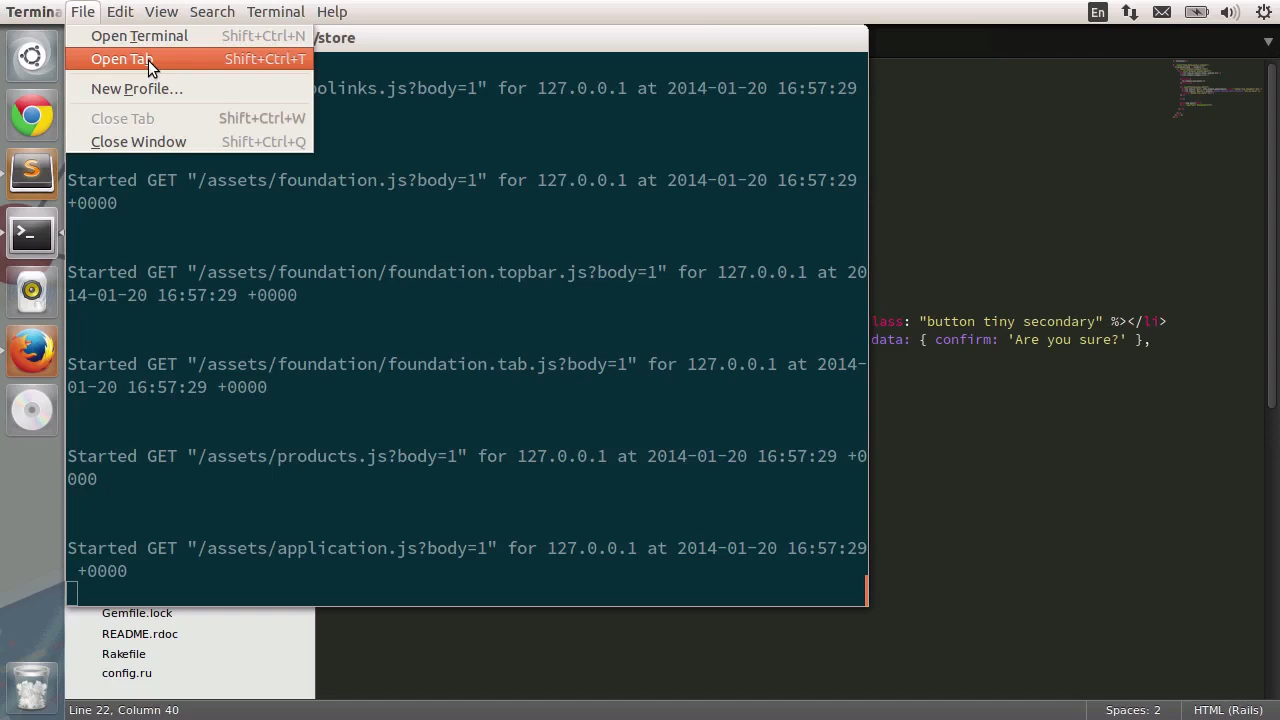 Termina File Edit View Search Terminal Help En
Open Terminal Shift+Ctrl+N
Open Tab Shift+Ctrl+T
New Profile…
Close Tab Shift+Ctrl+W
Close Window Shift+Ctrl+Q
/store
olinks.js?body=1" for 127.0.0.1 at 2014-01-20 16:57:29
Started GET "/assets/foundation.js?body=1" for 127.0.0.1 at 2014-01-20 16:57:29
+0000
Started GET "/assets/foundation/foundation.topbar.js?body=1" for 127.0.0.1 at 20
14-01-20 16:57:29 +0000
Started GET "/assets/foundation/foundation.tab.js?body=1" for 127.0.0.1 at 2014-
01-20 16:57:29 +0000
Started GET "/assets/products.js?body=1" for 127.0.0.1 at 2014-01-20 16:57:29 +0
000
Started GET "/assets/application.js?body=1" for 127.0.0.1 at 2014-01-20 16:57:29
+0000
lass: "button tiny secondary" %></li>
data: { confirm: 'Are you sure?' },
Gemfile.lock
README.rdoc
Rakefile
config.ru
Line 22, Column 40 Spaces: 2 HTML (Rails)